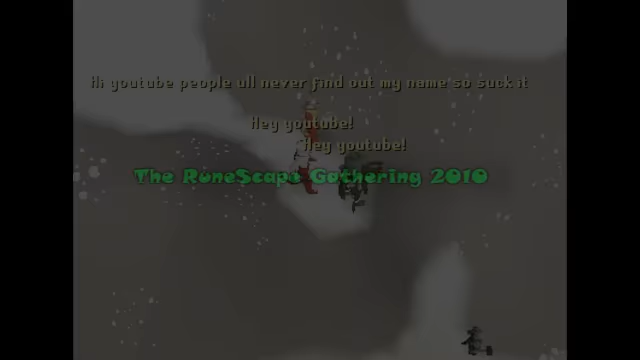 Hi youtube people ull never find out my name so suck it
Hey youtube!
Hey youtube!
The RuneScape Gathering 2010